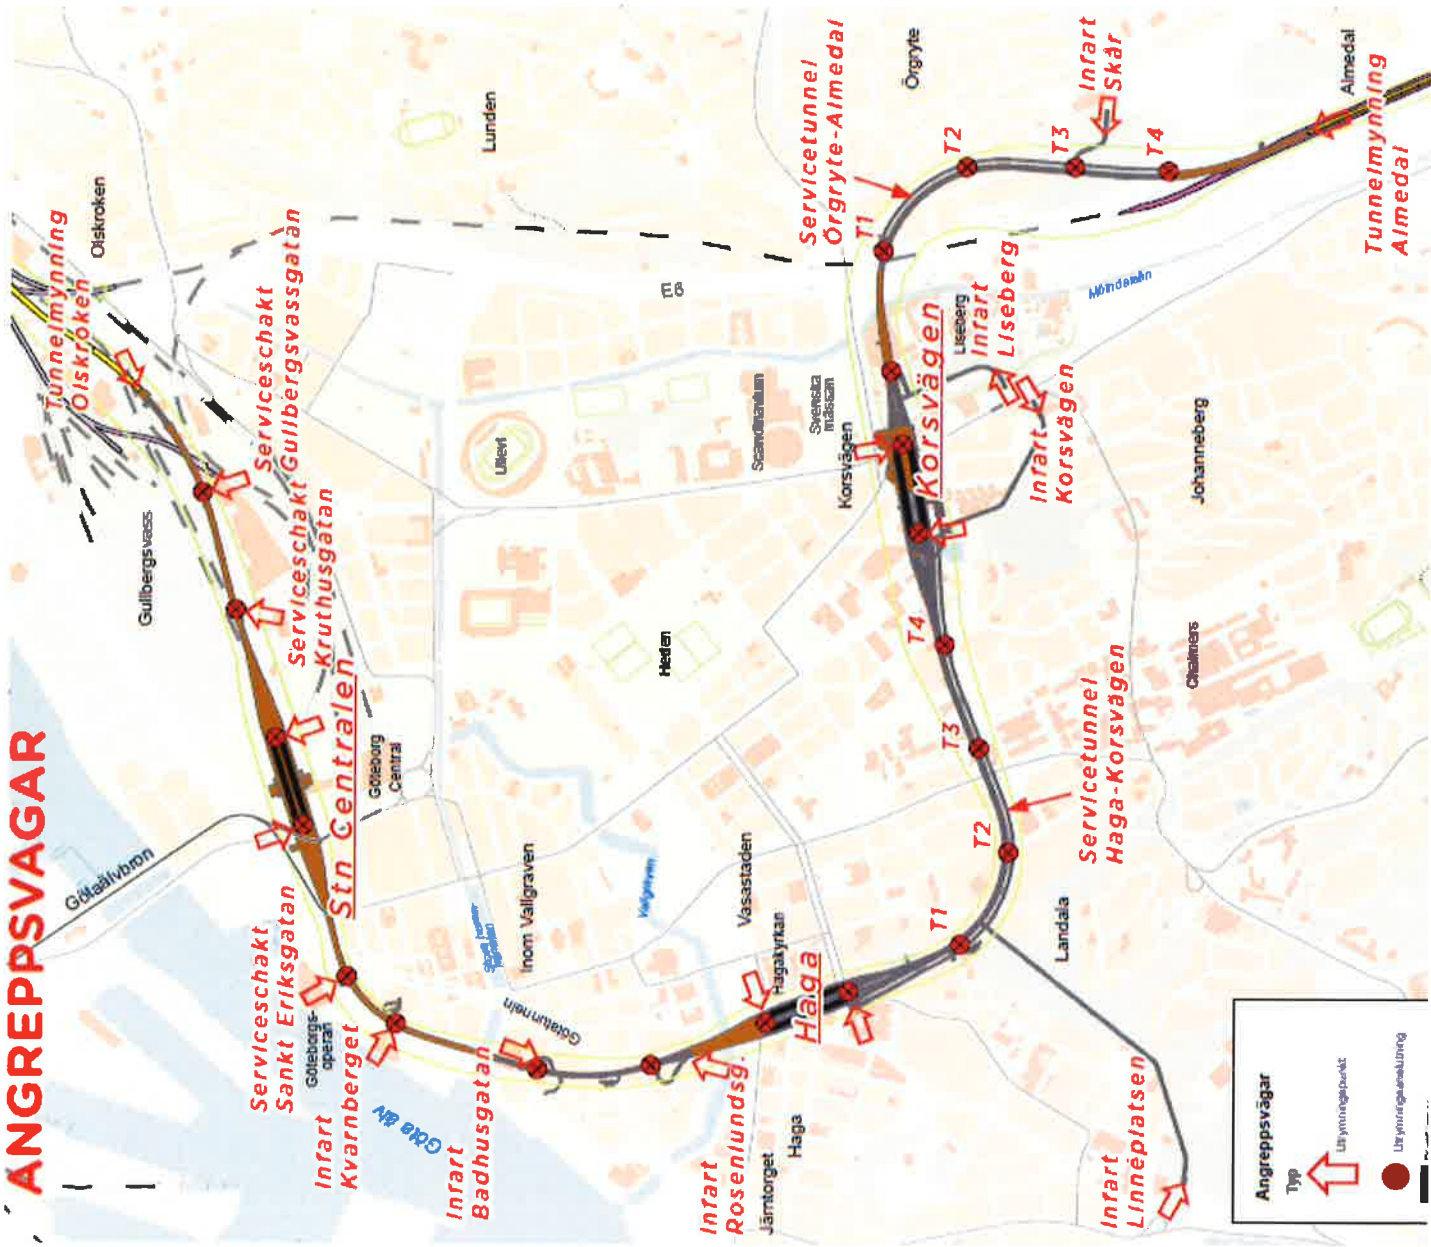 ANGREPPSVAGAR
Tunnelmynning
Olskroken
Olskroken
Lunden
Serviceschakt
Gullbergsvassgatan
Gullbergsvass
Serviceschakt
Kruthusgatan
Stn Centralen
Göteborg
Central
Götaälvbron
Serviceschakt
Sankt Eriksgatan
Göteborgs-
operan
Infart
Kvarnberget
Göta älv
Infart
Badhusgatan
Götatunneln
Inom Vallgraven
Vallgraven
Ullevi
Heden
E6
Scandinavium
Svenska
mässan
Korsvägen
Korsvägen
Liseberg
Infart
Liseberg
Infart
Korsvägen
Mölndalsån
Servicetunnel
Örgryte-Almedal
Örgryte
T1
T2
T3
T4
Infart
Skår
Almedal
Tunnelmynning
Almedal
Johanneberg
Chalmers
T4
T3
T2
T1
Servicetunnel
Haga-Korsvägen
Landala
Vasastaden
Hagakyrkan
Haga
Infart
Rosenlundsg.
Järntorget
Haga
Infart
Linnéplatsen
Angreppsvägar
Typ
Utrymningspunkt
Utrymningsanslutning